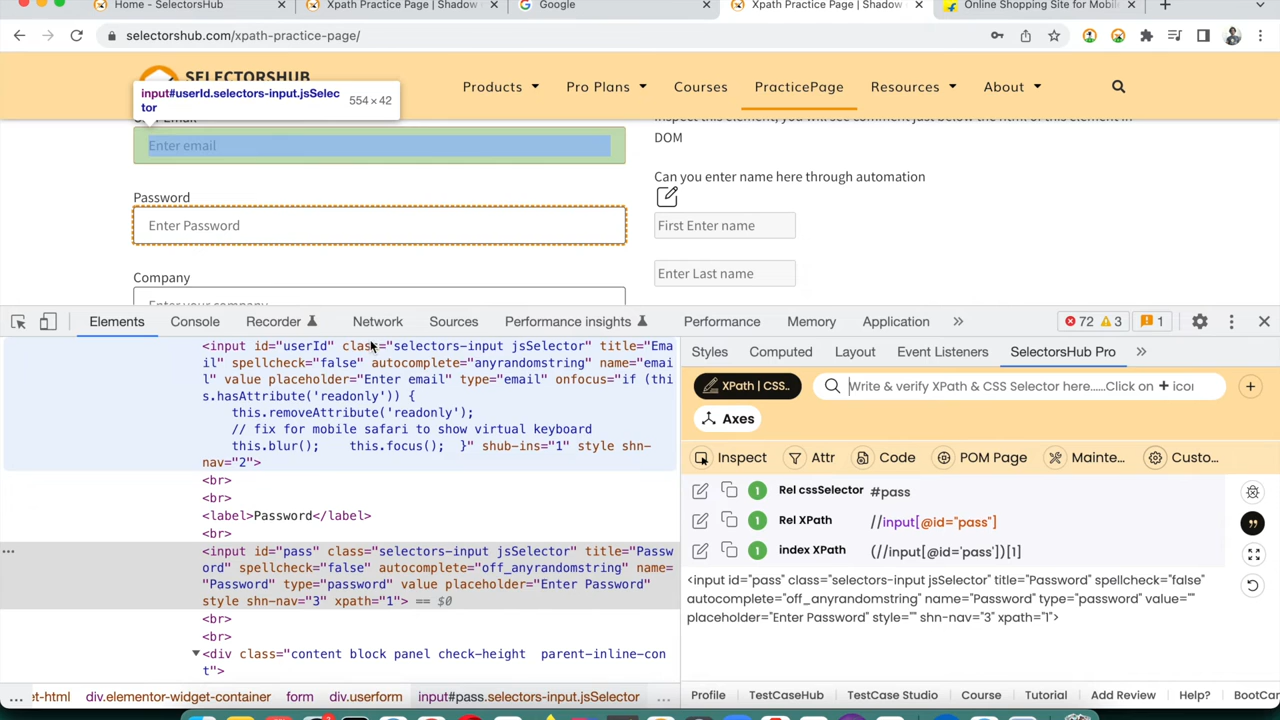 Home - SelectorsHub
Xpath Practice Page | Shadow
Google
Xpath Practice Page | Shadow
Online Shopping Site for Mobile
selectorshub.com/xpath-practice-page/
SELECTORSHUB
Products
Pro Plans
Courses
PracticePage
Resources
About
input#userId.selectors-input.jsSelec
tor
554 × 42
Enter email
DOM
Can you enter name here through automation
Password
Enter Password
First Enter name
Enter Last name
Company
Enter your company
Elements
Console
Recorder
Network
Sources
Performance insights
Performance
Memory
Application
72
3
1
<input id="userId" class="selectors-input jsSelector" title="Ema
il" spellcheck="false" autocomplete="anyrandomstring" name="emai
l" value placeholder="Enter email" type="email" onfocus="if (thi
s.hasAttribute('readonly')) {
this.removeAttribute('readonly');
// fix for mobile safari to show virtual keyboard
this.blur();    this.focus();  }" shub-ins="1" style shn-
nav="2">
<br>
<br>
<label>Password</label>
<br>
<input id="pass" class="selectors-input jsSelector" title="Passw
ord" spellcheck="false" autocomplete="off_anyrandomstring" name=
"Password" type="password" value placeholder="Enter Password"
style shn-nav="3" xpath="1"> == $0
<br>
<br>
<div class="content block panel check-height  parent-inline-con
t">
... et-html
div.elementor-widget-container
form
div.userform
input#pass.selectors-input.jsSelector
...
Styles
Computed
Layout
Event Listeners
SelectorsHub Pro
XPath | CSS..
Write & verify XPath & CSS Selector here......Click on + icon
Axes
Inspect
Attr
Code
POM Page
Mainte...
Custo...
1 Rel cssSelector #pass
1 Rel XPath //input[@id="pass"]
1 index XPath (//input[@id='pass'])[1]
<input id="pass" class="selectors-input jsSelector" title="Password" spellcheck="false"
autocomplete="off_anyrandomstring" name="Password" type="password" value=""
placeholder="Enter Password" style="" shn-nav="3" xpath="1">
Profile
TestCaseHub
TestCase Studio
Course
Tutorial
Add Review
Help?
BootCar